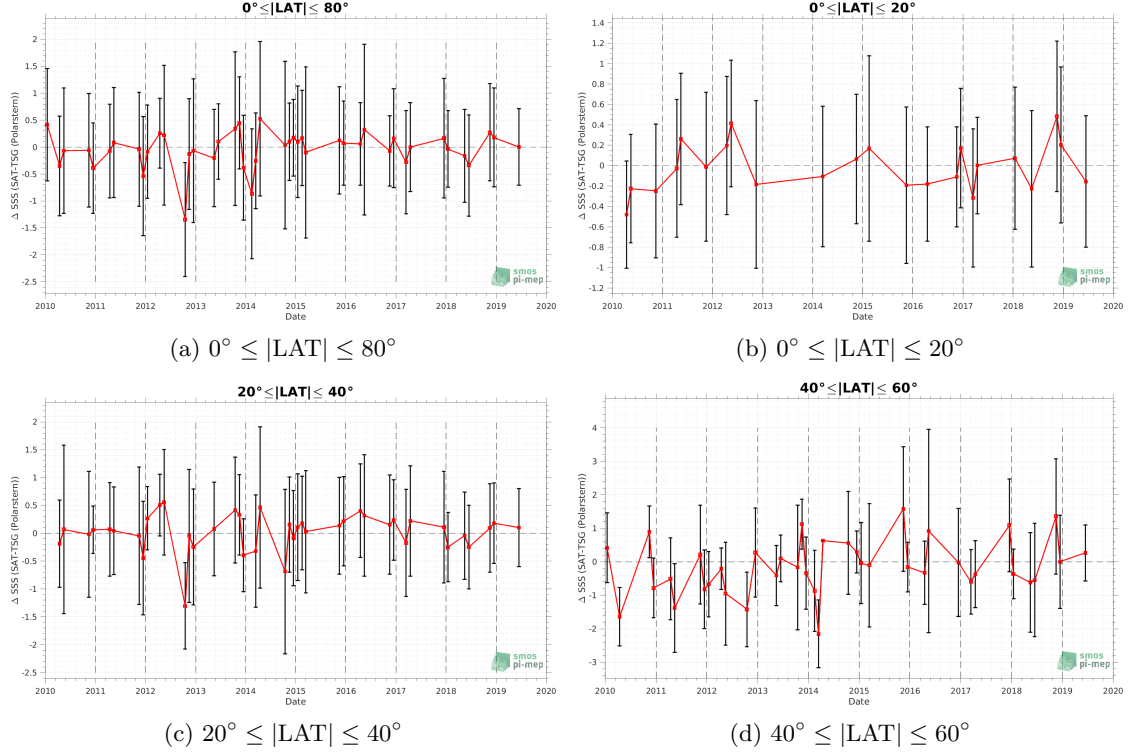 0°≤|LAT|≤ 80°
Δ SSS (SAT-TSG (Polarstern))
2
1.5
1
0.5
0
-0.5
-1
-1.5
-2
-2.5
2010 2011 2012 2013 2014 2015 2016 2017 2018 2019 2020
Date
smos
pi-mep
(a) 0° ≤ |LAT| ≤ 80°
0°≤|LAT|≤ 20°
Δ SSS (SAT-TSG (Polarstern))
1.4
1.2
1
0.8
0.6
0.4
0.2
0
-0.2
-0.4
-0.6
-0.8
-1
-1.2
2010 2011 2012 2013 2014 2015 2016 2017 2018 2019 2020
Date
smos
pi-mep
(b) 0° ≤ |LAT| ≤ 20°
20°≤|LAT|≤ 40°
Δ SSS (SAT-TSG (Polarstern))
2
1.5
1
0.5
0
-0.5
-1
-1.5
-2
-2.5
2010 2011 2012 2013 2014 2015 2016 2017 2018 2019 2020
Date
smos
pi-mep
(c) 20° ≤ |LAT| ≤ 40°
40°≤|LAT|≤ 60°
Δ SSS (SAT-TSG (Polarstern))
4
3
2
1
0
-1
-2
-3
2010 2011 2012 2013 2014 2015 2016 2017 2018 2019 2020
Date
smos
pi-mep
(d) 40° ≤ |LAT| ≤ 60°